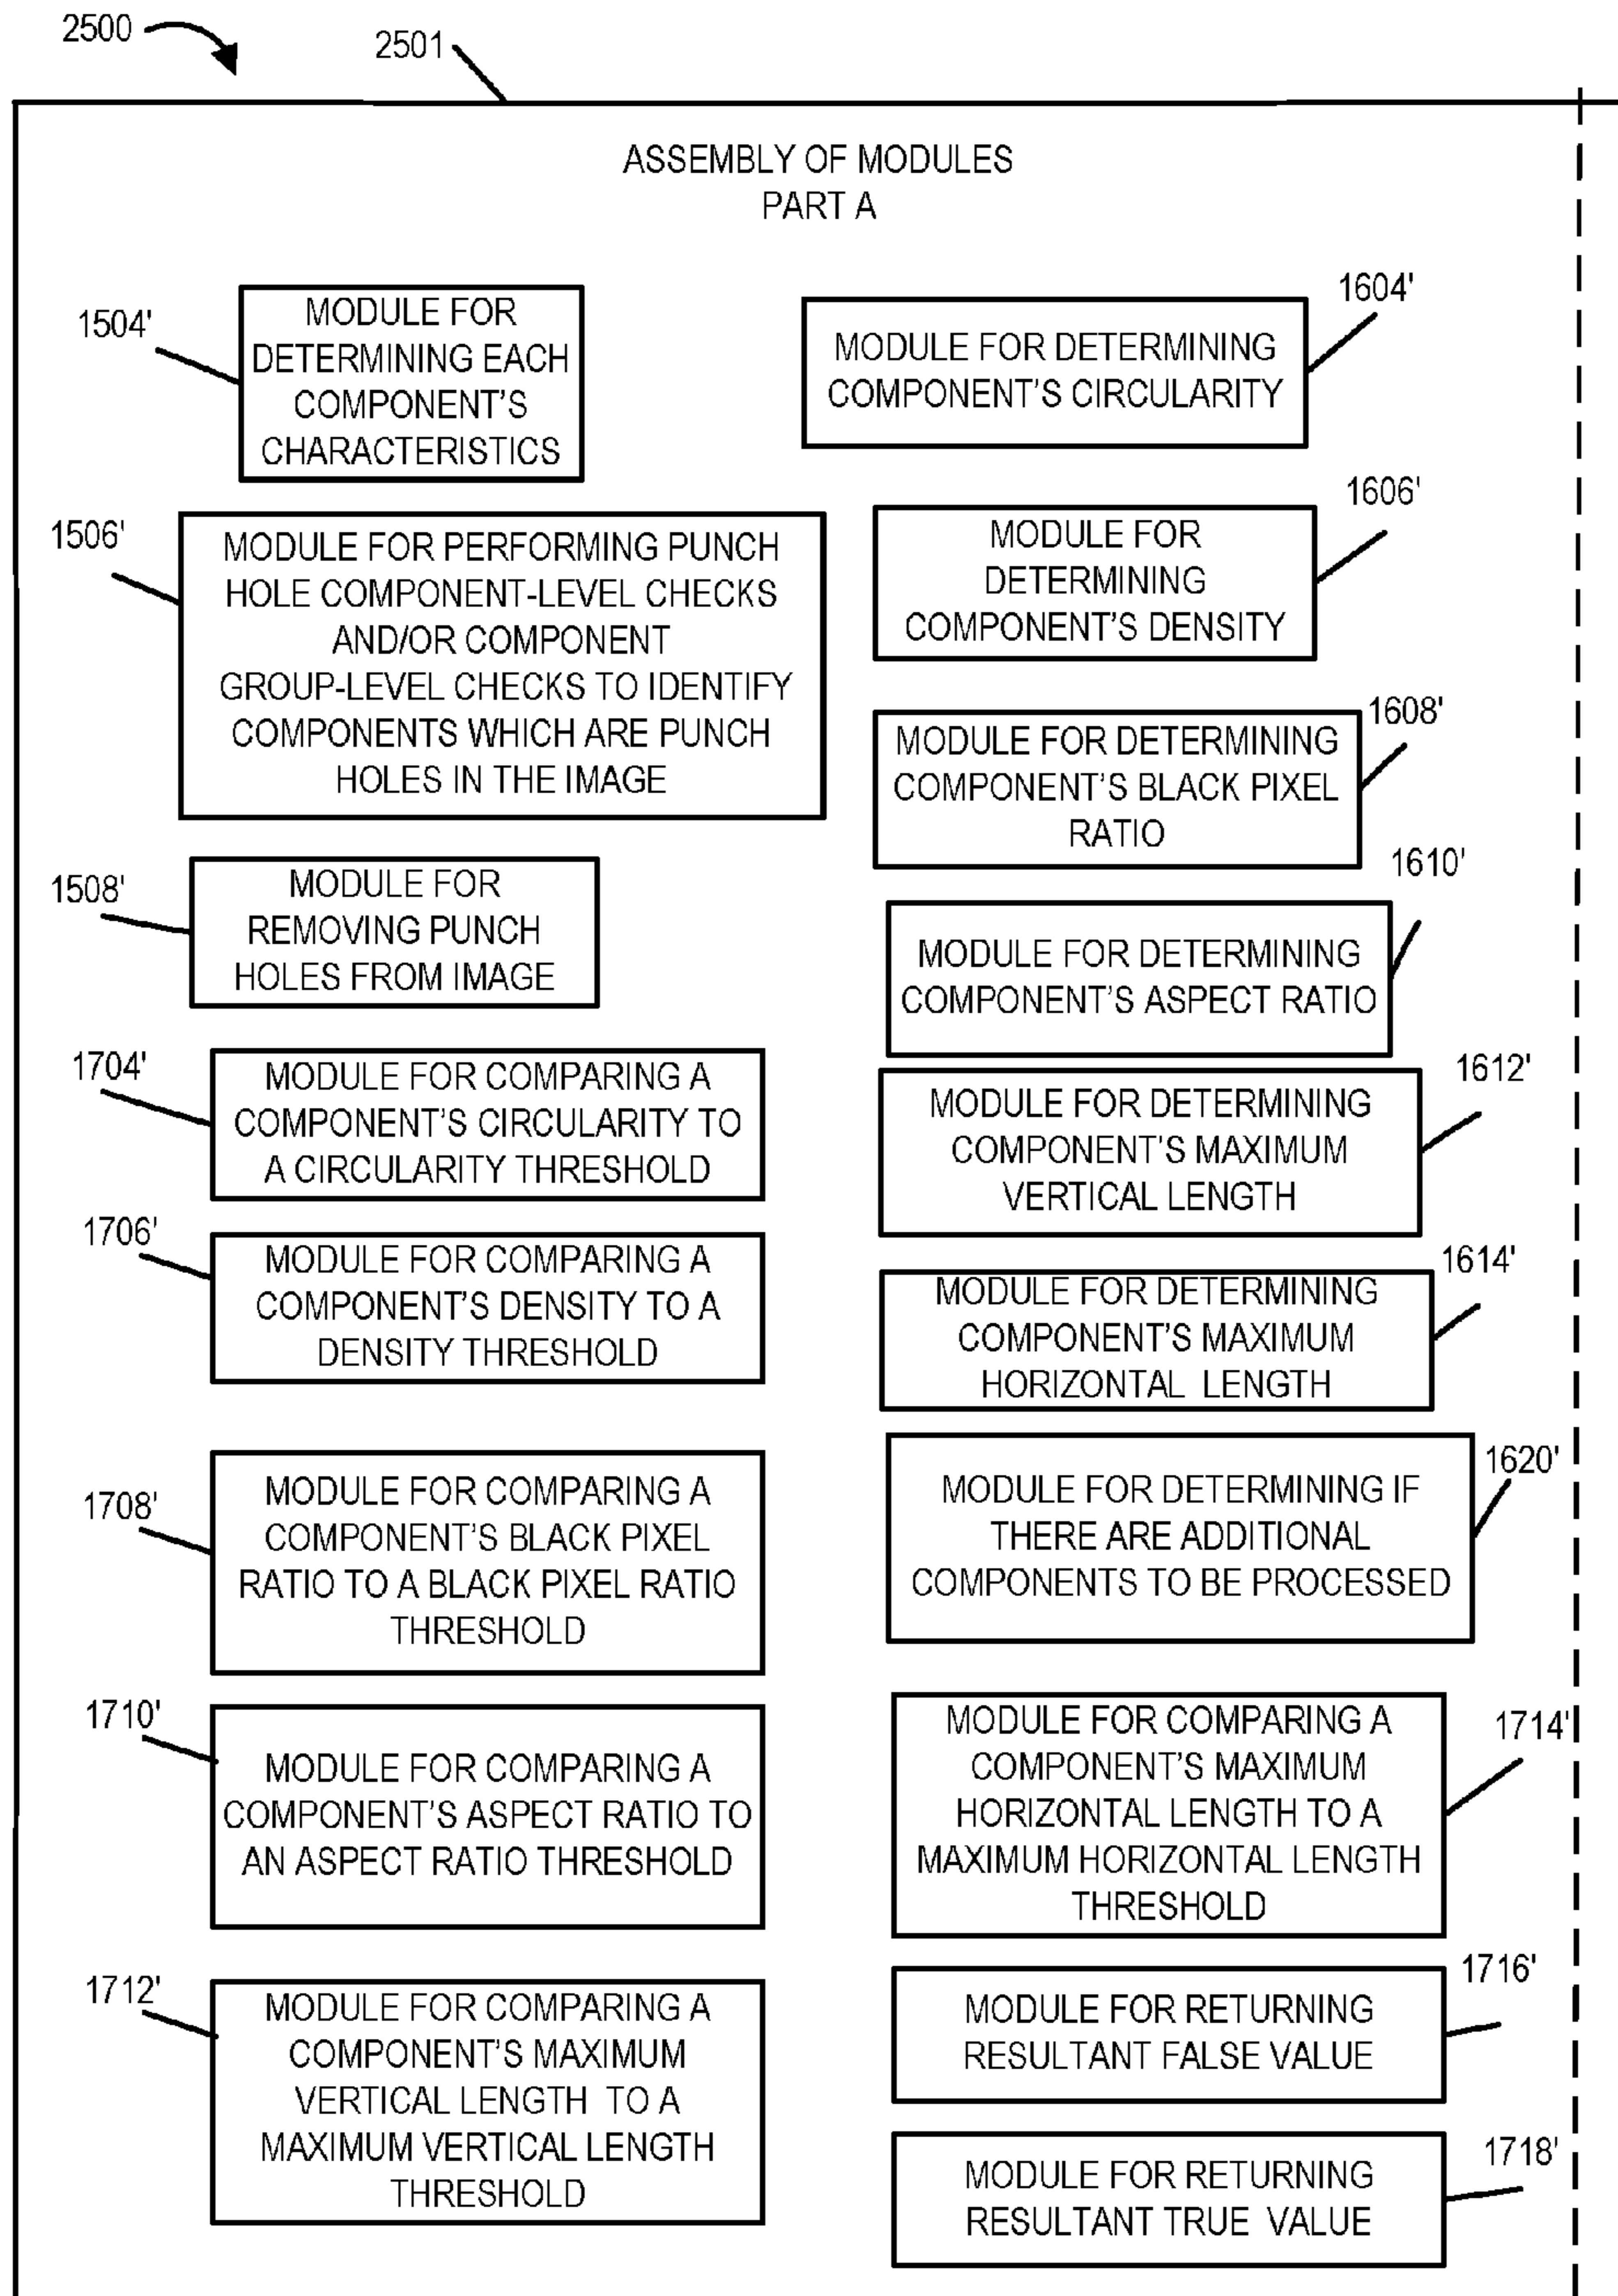 2500
2501
ASSEMBLY OF MODULES
PART A
1504'
MODULE FOR
DETERMINING EACH
COMPONENT'S
CHARACTERISTICS
1604'
MODULE FOR DETERMINING
COMPONENT'S CIRCULARITY
1506'
MODULE FOR PERFORMING PUNCH
HOLE COMPONENT-LEVEL CHECKS
AND/OR COMPONENT
GROUP-LEVEL CHECKS TO IDENTIFY
COMPONENTS WHICH ARE PUNCH
HOLES IN THE IMAGE
1606'
MODULE FOR
DETERMINING
COMPONENT'S DENSITY
1608'
MODULE FOR DETERMINING
COMPONENT'S BLACK PIXEL
RATIO
1508'
MODULE FOR
REMOVING PUNCH
HOLES FROM IMAGE
1610'
MODULE FOR DETERMINING
COMPONENT'S ASPECT RATIO
1704'
MODULE FOR COMPARING A
COMPONENT'S CIRCULARITY TO
A CIRCULARITY THRESHOLD
1612'
MODULE FOR DETERMINING
COMPONENT'S MAXIMUM
VERTICAL LENGTH
1706'
MODULE FOR COMPARING A
COMPONENT'S DENSITY TO A
DENSITY THRESHOLD
1614'
MODULE FOR DETERMINING
COMPONENT'S MAXIMUM
HORIZONTAL LENGTH
1708'
MODULE FOR COMPARING A
COMPONENT'S BLACK PIXEL
RATIO TO A BLACK PIXEL RATIO
THRESHOLD
1620'
MODULE FOR DETERMINING IF
THERE ARE ADDITIONAL
COMPONENTS TO BE PROCESSED
1710'
MODULE FOR COMPARING A
COMPONENT'S ASPECT RATIO TO
AN ASPECT RATIO THRESHOLD
1714'
MODULE FOR COMPARING A
COMPONENT'S MAXIMUM
HORIZONTAL LENGTH TO A
MAXIMUM HORIZONTAL LENGTH
THRESHOLD
1712'
MODULE FOR COMPARING A
COMPONENT'S MAXIMUM
VERTICAL LENGTH TO A
MAXIMUM VERTICAL LENGTH
THRESHOLD
1716'
MODULE FOR RETURNING
RESULTANT FALSE VALUE
1718'
MODULE FOR RETURNING
RESULTANT TRUE VALUE